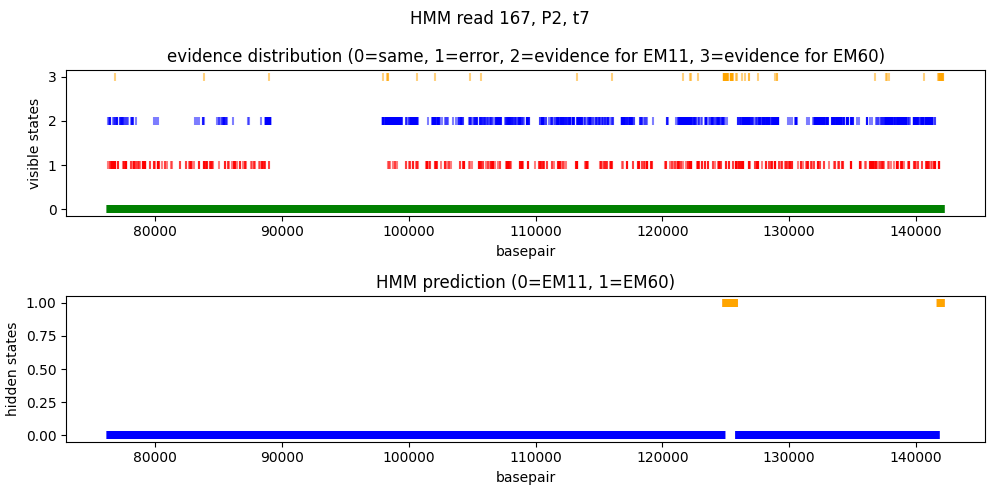 HMM read 167, P2, t7
evidence distribution (0=same, 1=error, 2=evidence for EM11, 3=evidence for EM60)
visible states
3
2
1
0
80000 90000 100000 110000 120000 130000 140000
basepair
HMM prediction (0=EM11, 1=EM60)
hidden states
1.00
0.75
0.50
0.25
0.00
80000 90000 100000 110000 120000 130000 140000
basepair